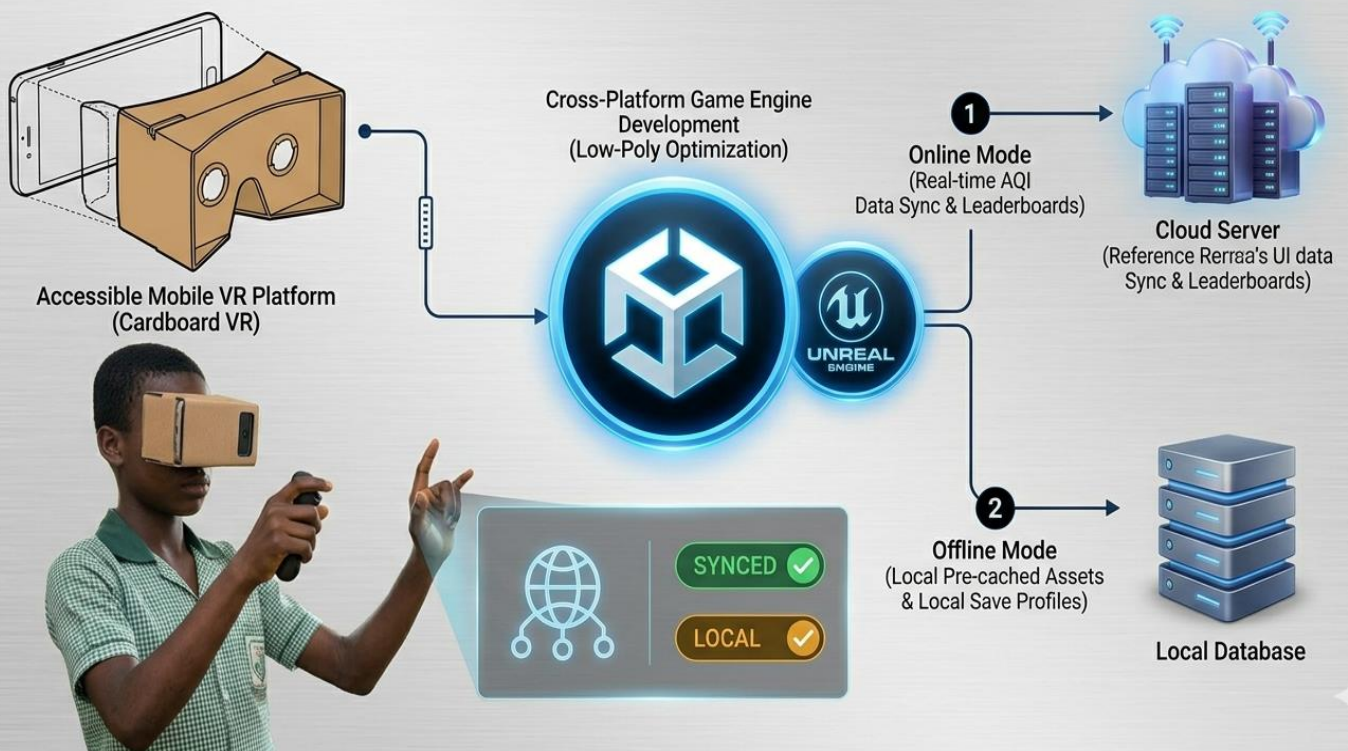 Cross-Platform Game Engine
Development
(Low-Poly Optimization)
1
Online Mode
(Real-time AQI
Data Sync & Leaderboards)
Cloud Server
(Reference UI data
Sync & Leaderboards)
Accessible Mobile VR Platform
(Cardboard VR)
UNREAL
SYNCED
LOCAL
2
Offline Mode
(Local Pre-cached Assets
& Local Save Profiles)
Local Database